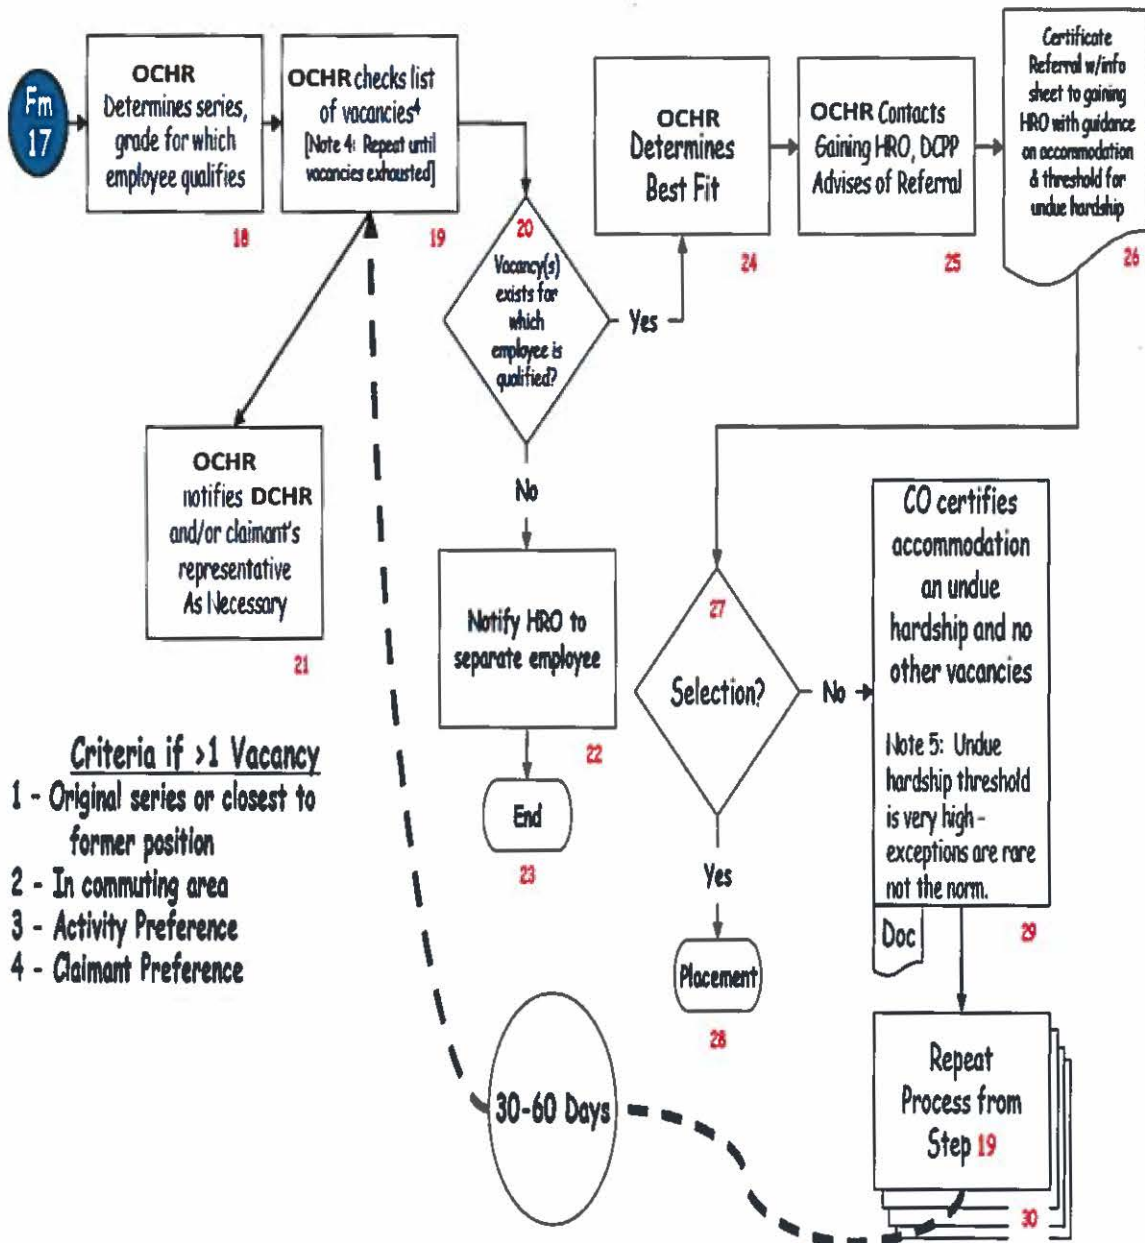 Fm
17
OCHR
Determines series,
grade for which
employee qualifies
18
OCHR checks list
of vacancies4
[Note 4: Repeat until
vacancies exhausted]
19
20
Vacancy(s)
exists for
which
employee is
qualified?
Yes
No
OCHR
Determines
Best Fit
24
OCHR Contacts
Gaining HRO, DCPP
Advises of Referral
25
Certificate
Referral w/info
sheet to gaining
HRO with guidance
on accommodation
& threshold for
undue hardship
26
OCHR
notifies DCHR
and/or claimant's
representative
As Necessary
21
Notify HRO to
separate employee
22
End
23
27
Selection?
No
Yes
Placement
28
CO certifies
accommodation
an undue
hardship and no
other vacancies
Note 5: Undue
hardship threshold
is very high -
exceptions are rare
not the norm.
Doc
29
Criteria if >1 Vacancy
1 - Original series or closest to
former position
2 - In commuting area
3 - Activity Preference
4 - Claimant Preference
30-60 Days
Repeat
Process from
Step 19
30